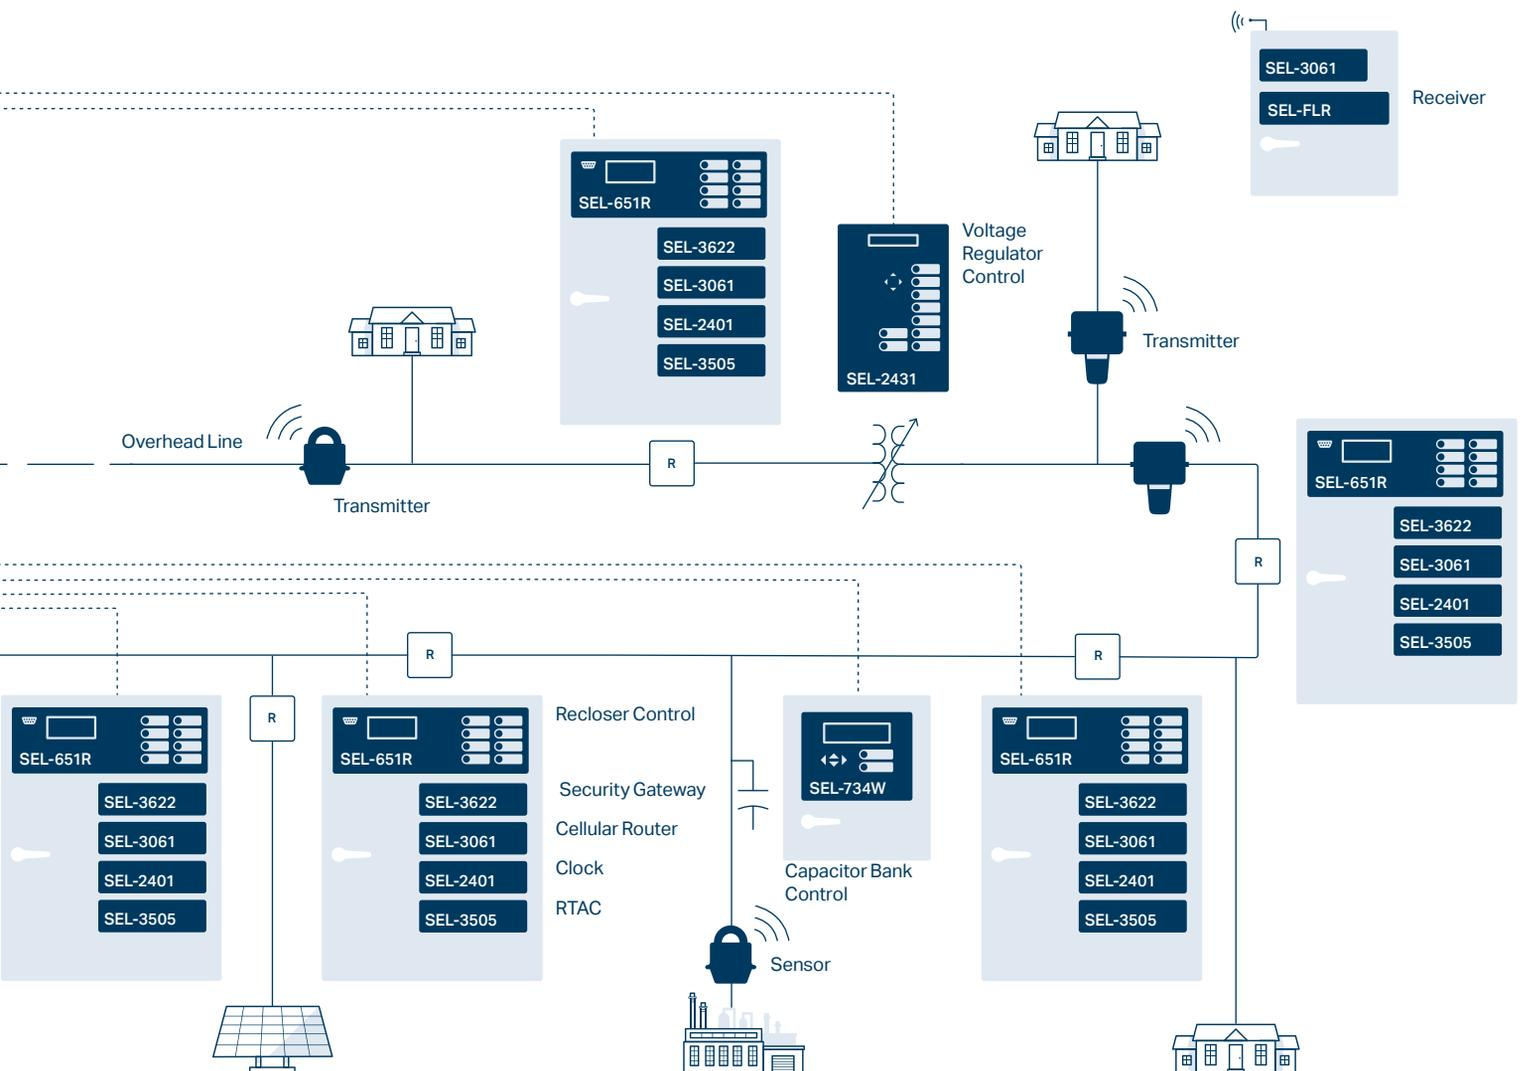 SEL-3061
SEL-FLR
Receiver
SEL-651R
SEL-3622
SEL-3061
SEL-2401
SEL-3505
Voltage
Regulator
Control
SEL-2431
Transmitter
Overhead Line
Transmitter
R
R
SEL-651R
SEL-3622
SEL-3061
SEL-2401
SEL-3505
R
R
R
SEL-651R
SEL-3622
SEL-3061
SEL-2401
SEL-3505
SEL-651R
SEL-3622
SEL-3061
SEL-2401
SEL-3505
Recloser Control
Security Gateway
Cellular Router
Clock
RTAC
SEL-734W
Capacitor Bank
Control
Sensor
SEL-651R
SEL-3622
SEL-3061
SEL-2401
SEL-3505